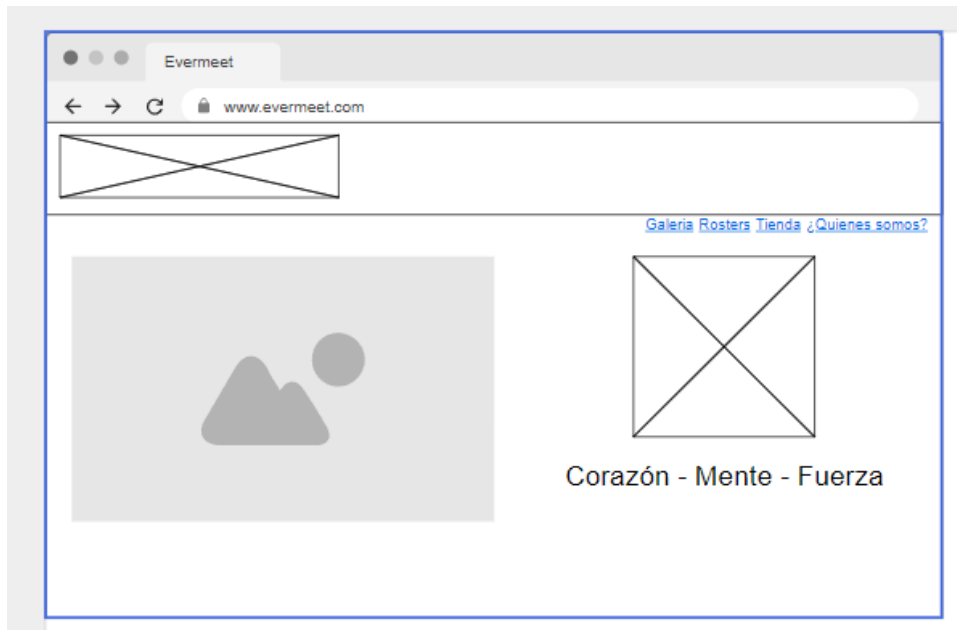 Evermeet
www.evermeet.com
Galeria Rosters Tienda ¿Quienes somos?
Corazón - Mente - Fuerza